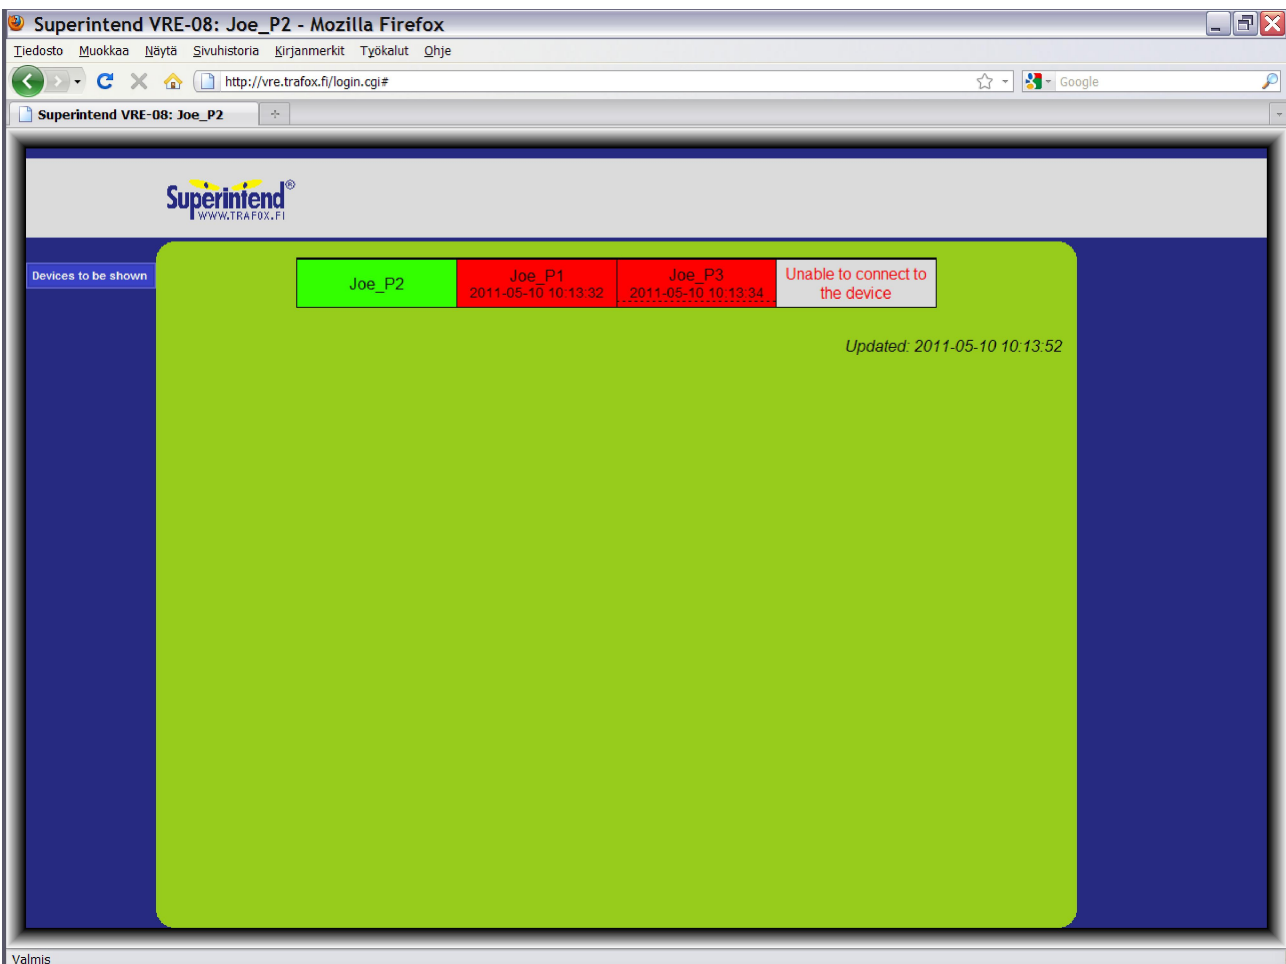 Superintend VRE-08: Joe_P2 - Mozilla Firefox
Tiedosto Muokkaa Näytä Sivuhistoria Kirjanmerkit Työkalut Ohje
http://vre.trafox.fi/login.cgi#
Google
Superintend VRE-08: Joe_P2
Superintend®
WWW.TRAFOX.FI
Devices to be shown
Joe_P2
Joe_P1
2011-05-10 10:13:32
Joe_P3
2011-05-10 10:13:34
Unable to connect to
the device
Updated: 2011-05-10 10:13:52
Valmis